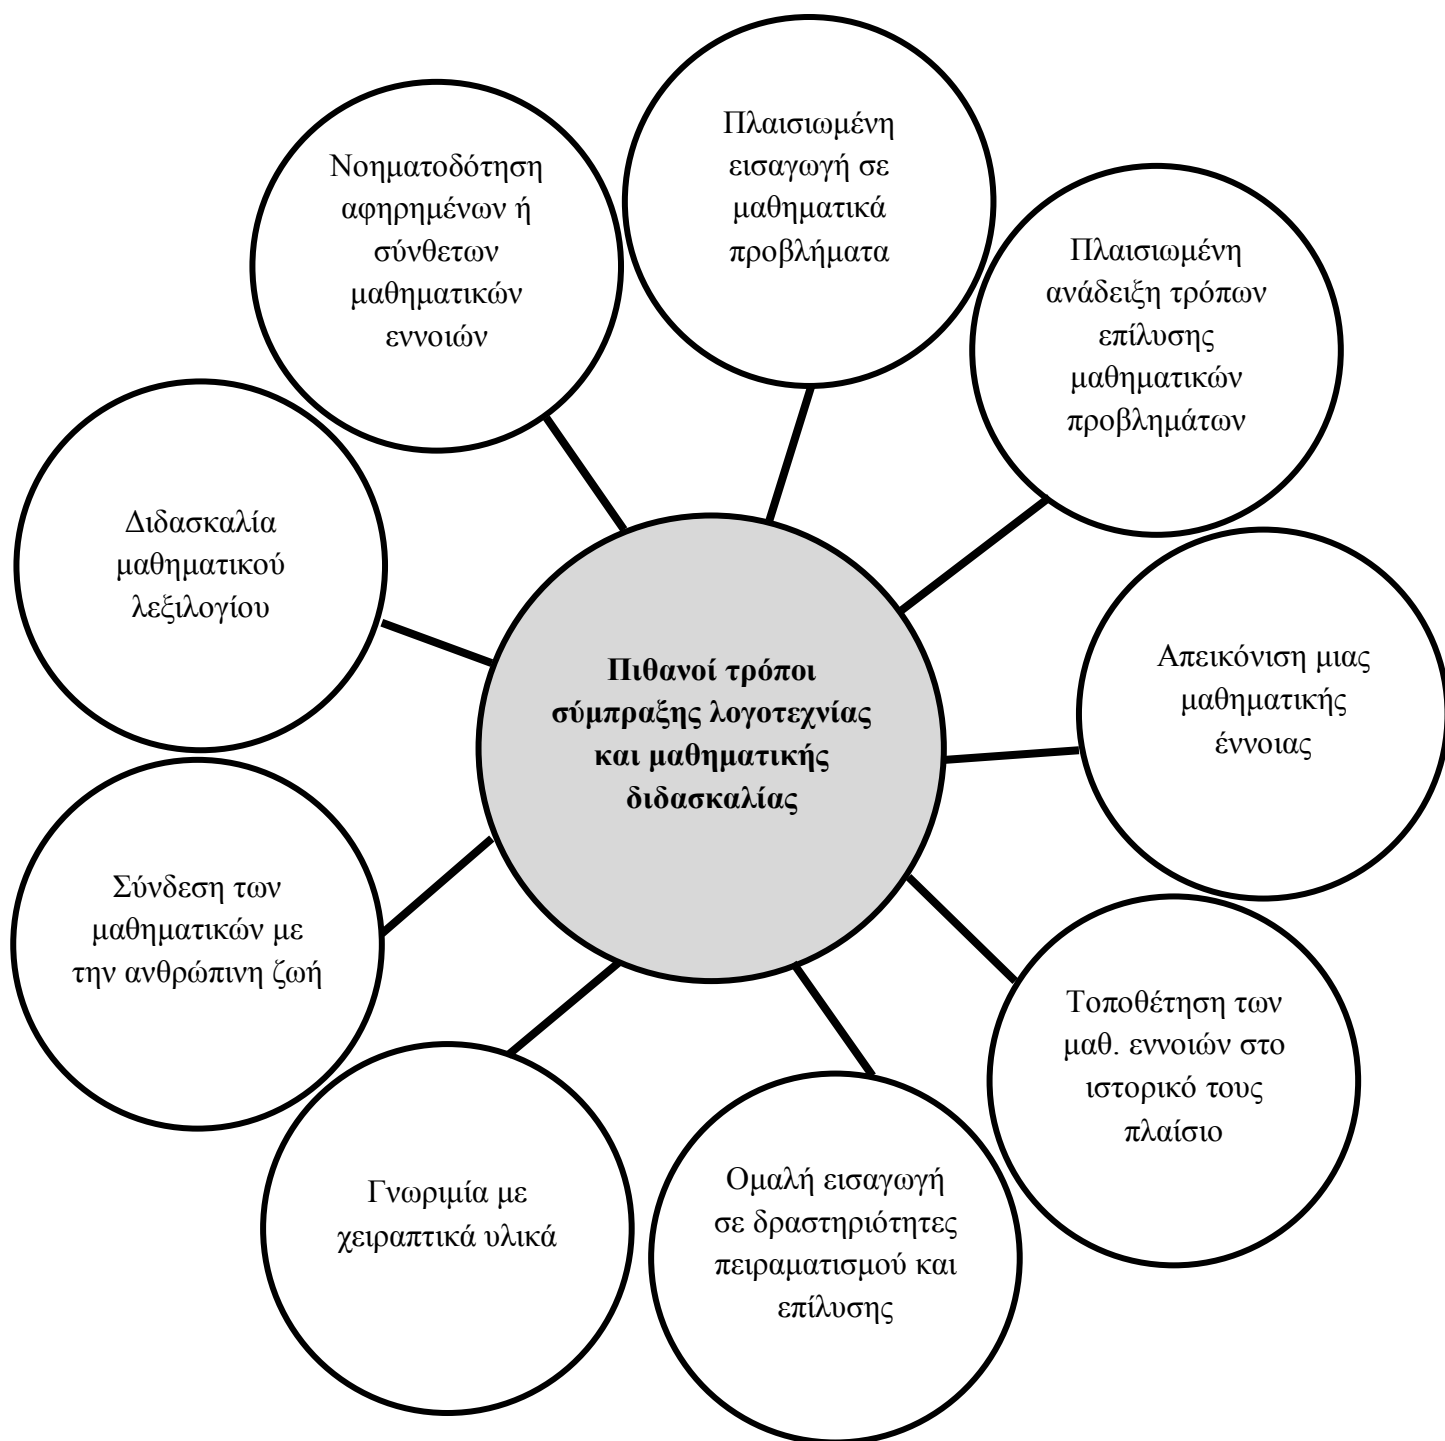 Πλαισιωμένη
εισαγωγή σε
μαθηματικά
προβλήματα
Νοηματοδότηση
αφηρημένων ή
σύνθετων
μαθηματικών
εννοιών
Πλαισιωμένη
ανάδειξη τρόπων
επίλυσης
μαθηματικών
προβλημάτων
Διδασκαλία
μαθηματικού
λεξιλογίου
Πιθανοί τρόποι
σύμπραξης λογοτεχνίας
και μαθηματικής
διδασκαλίας
Απεικόνιση μιας
μαθηματικής
έννοιας
Σύνδεση των
μαθηματικών με
την ανθρώπινη ζωή
Τοποθέτηση των
μαθ. εννοιών στο
ιστορικό τους
πλαίσιο
Γνωριμία με
χειραπτικά υλικά
Ομαλή εισαγωγή
σε δραστηριότητες
πειραματισμού και
επίλυσης